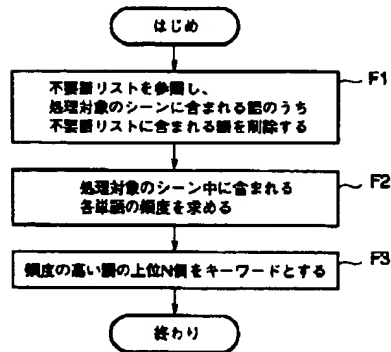 はじめ
不要語リストを参照し、
F1
処理対象のシーンに含まれる語のうち
不要語リストに含まれる語を削除する
F2
処理対象のシーン中に含まれる
各単語の頻度を求める
F3
頻度の高い語の上位N個をキーワードとする
終わり